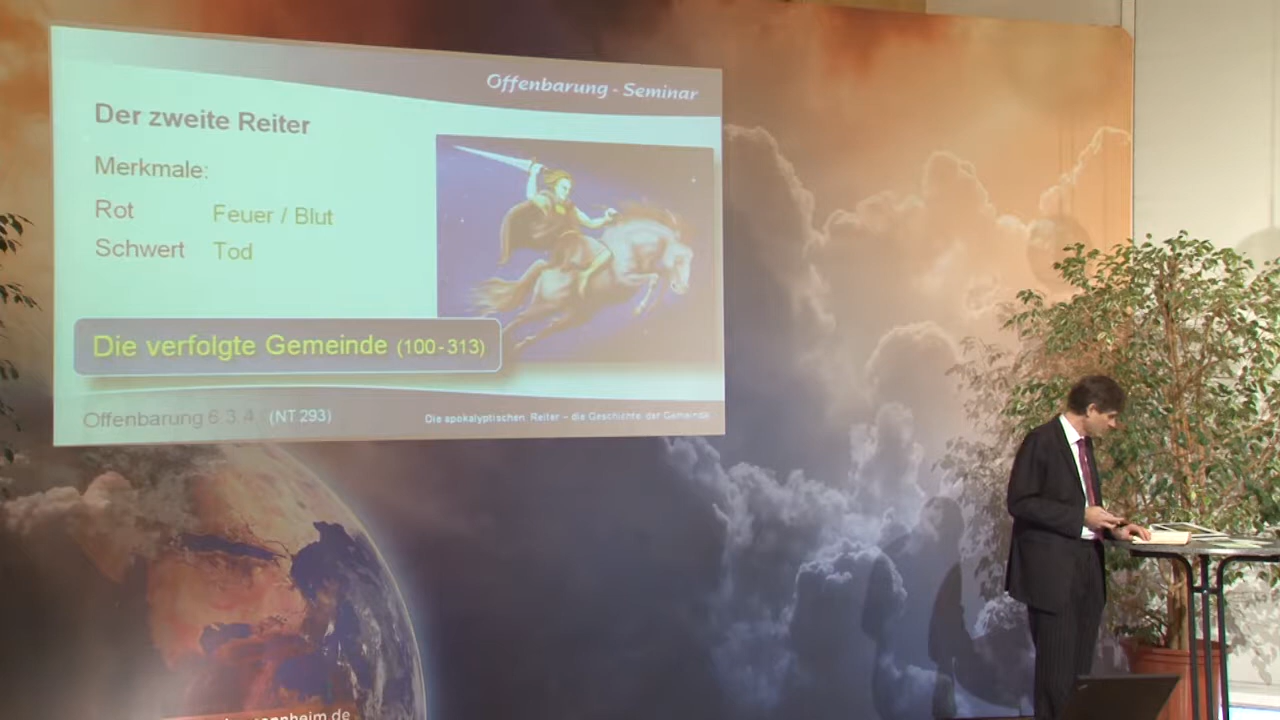 Offenbarung - Seminar
Der zweite Reiter
Merkmale:
Rot Feuer / Blut
Schwert Tod
Die verfolgte Gemeinde (100-313)
Offenbarung 6,3.4 (NT 293)
Die apokalyptischen Reiter – die Geschichte der Gemeinde